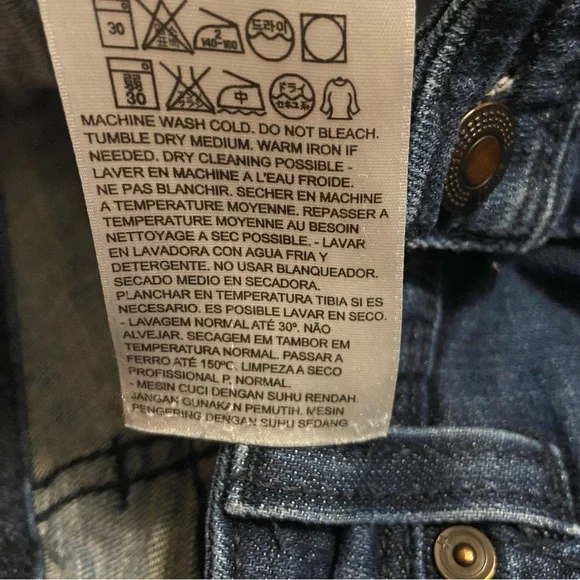 30
2
140-160
드라이
30
中
ドライ
セキユ系
MACHINE WASH COLD. DO NOT BLEACH.
TUMBLE DRY MEDIUM. WARM IRON IF
NEEDED. DRY CLEANING POSSIBLE -
LAVER EN MACHINE A L'EAU FROIDE.
NE PAS BLANCHIR. SECHER EN MACHINE
A TEMPERATURE MOYENNE. REPASSER A
TEMPERATURE MOYENNE AU BESOIN
NETTOYAGE A SEC POSSIBLE. - LAVAR
EN LAVADORA CON AGUA FRIA Y
DETERGENTE. NO USAR BLANQUEADOR.
SECADO MEDIO EN SECADORA.
PLANCHAR EN TEMPERATURA TIBIA SI ES
NECESARIO. ES POSIBLE LAVAR EN SECO.
- LAVAGEM NORMAL ATÉ 30º. NÃO
ALVEJAR. SECAGEM EM TAMBOR EM
TEMPERATURA NORMAL. PASSAR A
FERRO ATÉ 150ºC. LIMPEZA A SECO
PROFISSIONAL P, NORMAL.
- MESIN CUCI DENGAN SUHU RENDAH.
JANGAN GUNAKAN PEMUTIH. MESIN
PENGERING DENGAN SUHU SEDANG